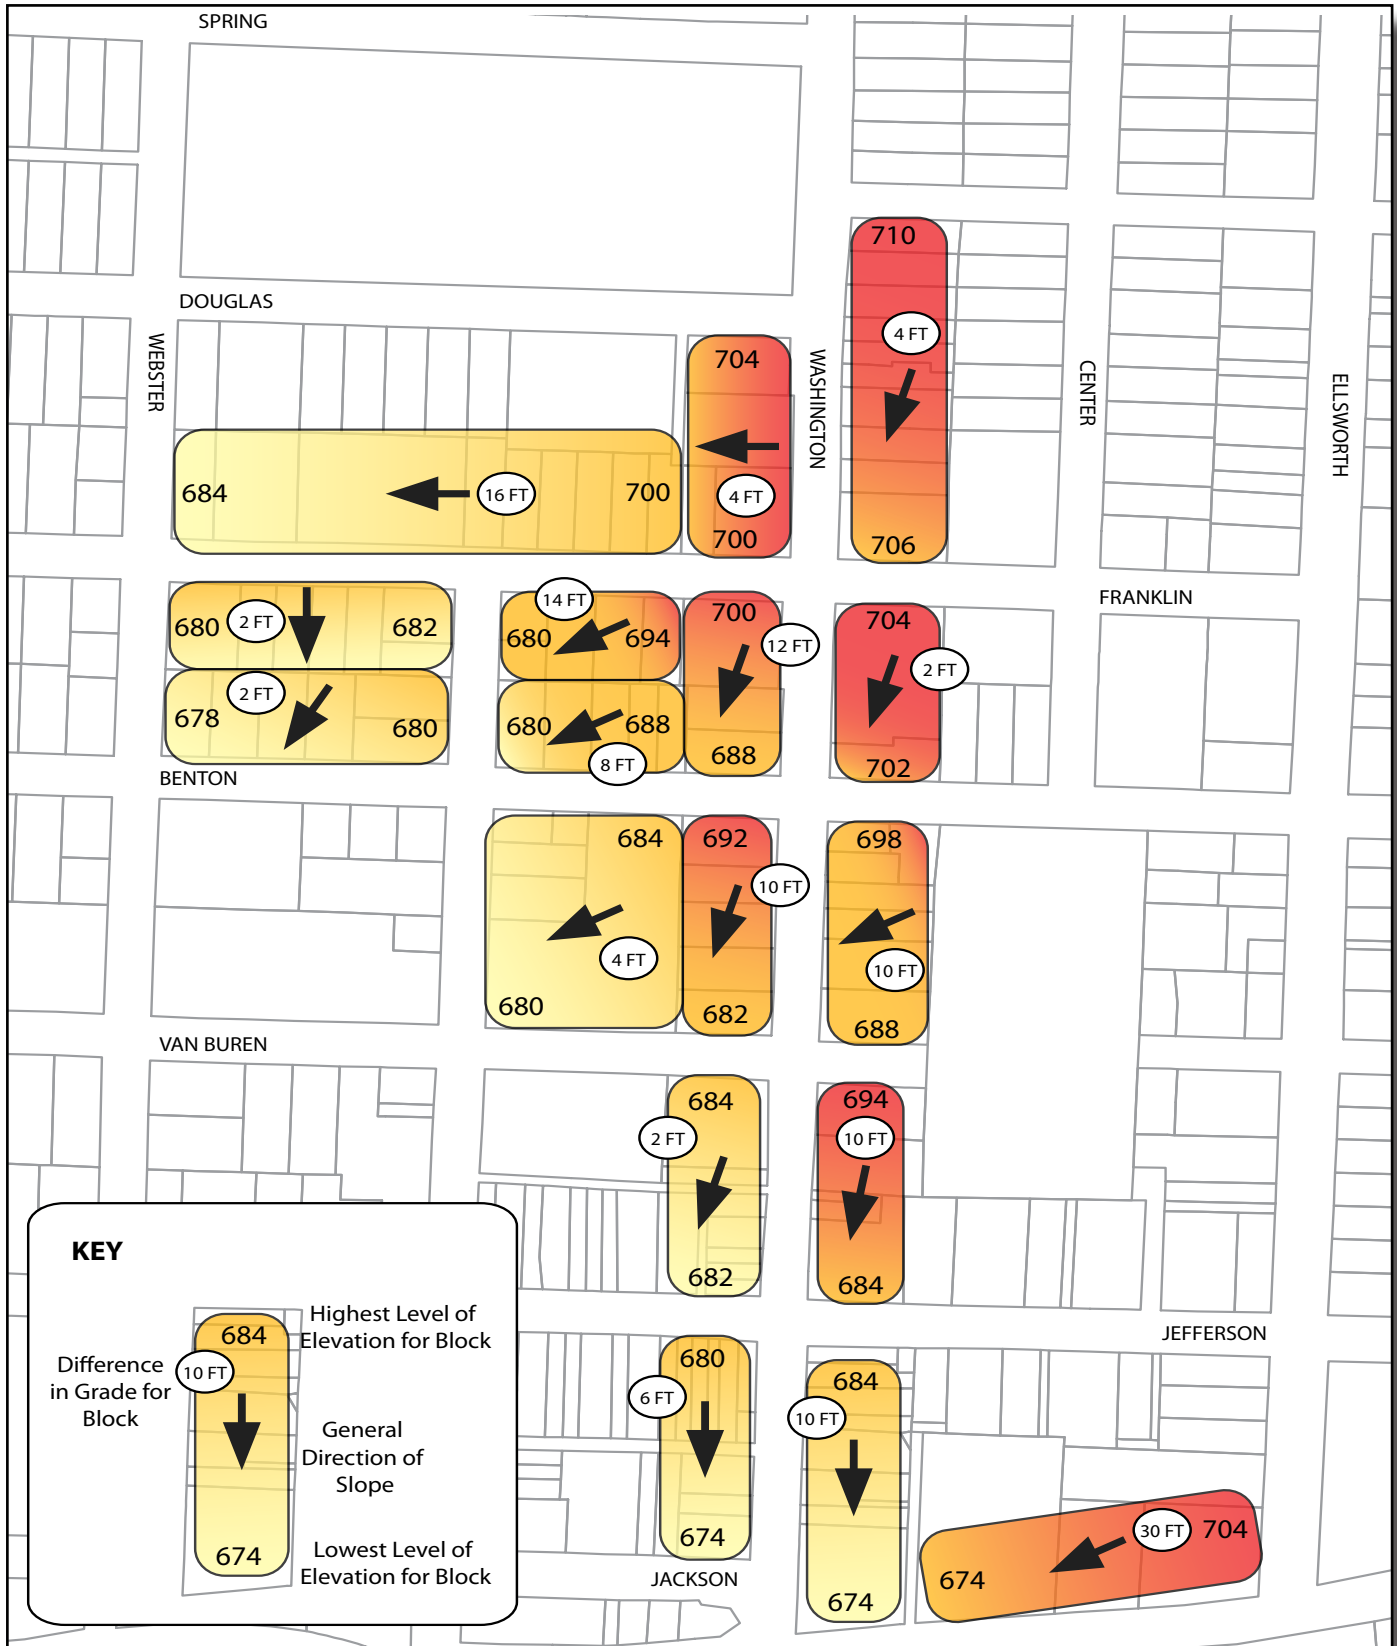 SPRING
710
DOUGLAS
4 FT
WEBSTER
WASHINGTON
CENTER
ELLSWORTH
704
684
16 FT
700
4 FT
700
706
14 FT
FRANKLIN
680
2 FT
682
680
694
700
12 FT
704
2 FT
2 FT
678
680
680
688
8 FT
688
702
BENTON
684
692
698
10 FT
4 FT
10 FT
680
682
688
VAN BUREN
684
694
2 FT
10 FT
682
684
KEY
684
Highest Level of
Elevation for Block
Difference
in Grade for
Block
10 FT
General
Direction of
Slope
674
Lowest Level of
Elevation for Block
JEFFERSON
680
6 FT
684
10 FT
674
JACKSON
674
30 FT
704
674